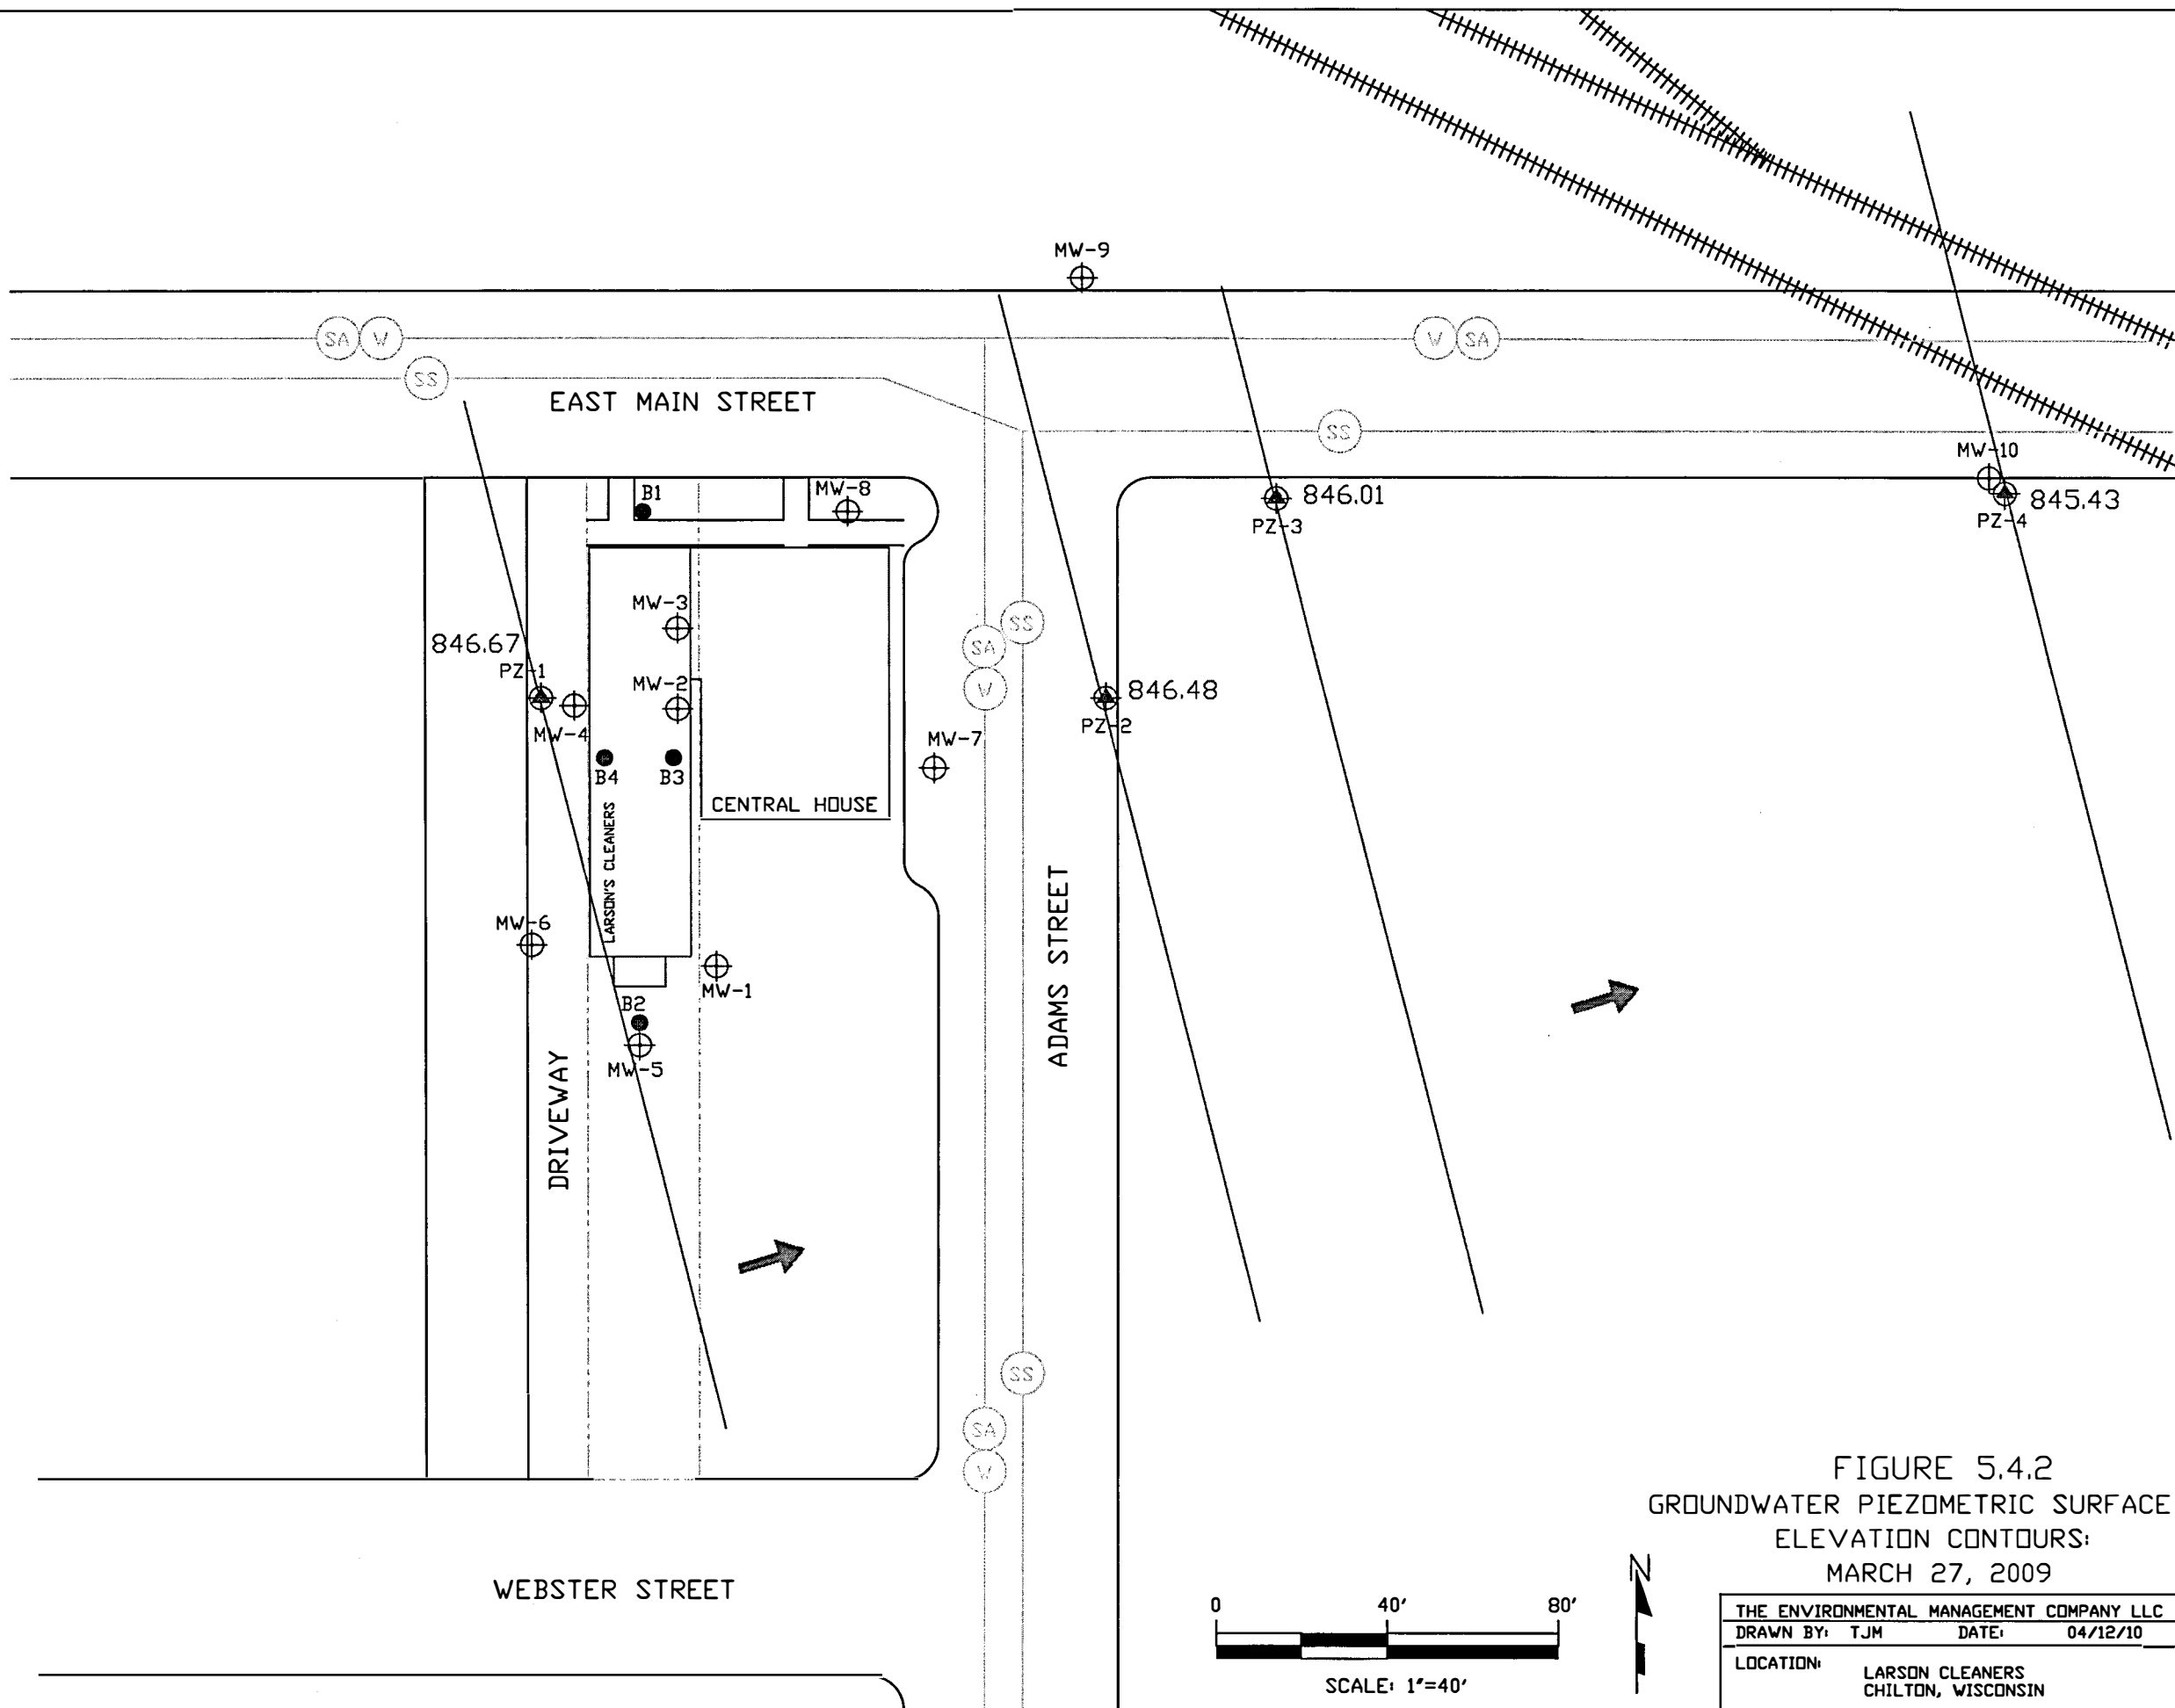 MW-9
SA
W
W
SA
SS
EAST MAIN STREET
SS
MW-10
B1
MW-8
846.01
845.43
PZ-3
PZ-4
MW-3
SS
846.67
SA
PZ-1
MW-2
W
846.48
MW-4
PZ-2
MW-7
B4
B3
CENTRAL HOUSE
LARSON'S CLEANERS
MW-6
ADAMS STREET
MW-1
B2
MW-5
DRIVEWAY
SS
SA
W
FIGURE 5.4.2
GROUNDWATER PIEZOMETRIC SURFACE
ELEVATION CONTOURS:
MARCH 27, 2009
WEBSTER STREET
N
0 40' 80'
SCALE: 1"=40'
THE ENVIRONMENTAL MANAGEMENT COMPANY LLC
DRAWN BY: TJM DATE: 04/12/10
LOCATION: LARSON CLEANERS
CHILTON, WISCONSIN